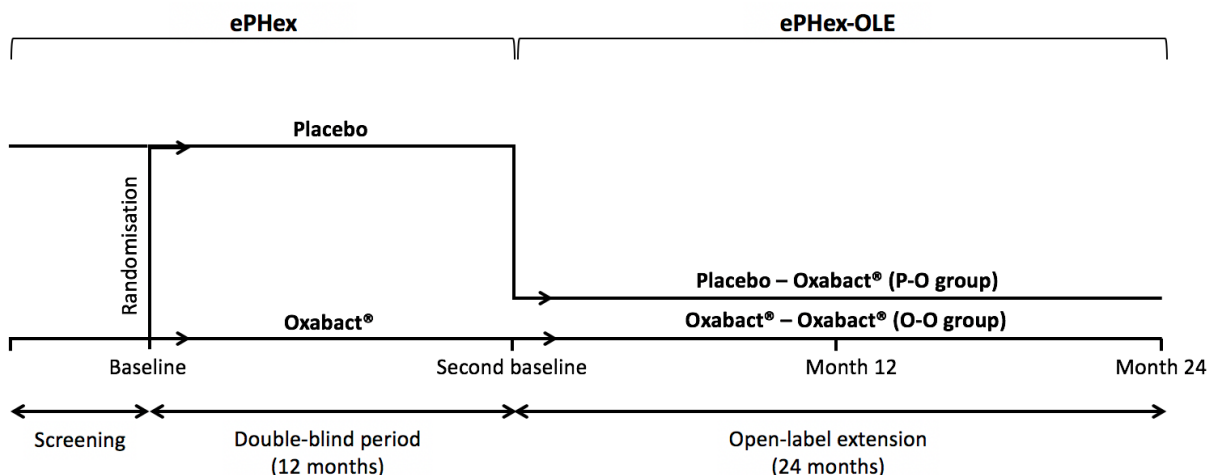 ePHex
ePHex-OLE
Placebo
Randomisation
Placebo – Oxabact® (P-O group)
Oxabact®
Oxabact® – Oxabact® (O-O group)
Baseline
Second baseline
Month 12
Month 24
Screening
Double-blind period
(12 months)
Open-label extension
(24 months)